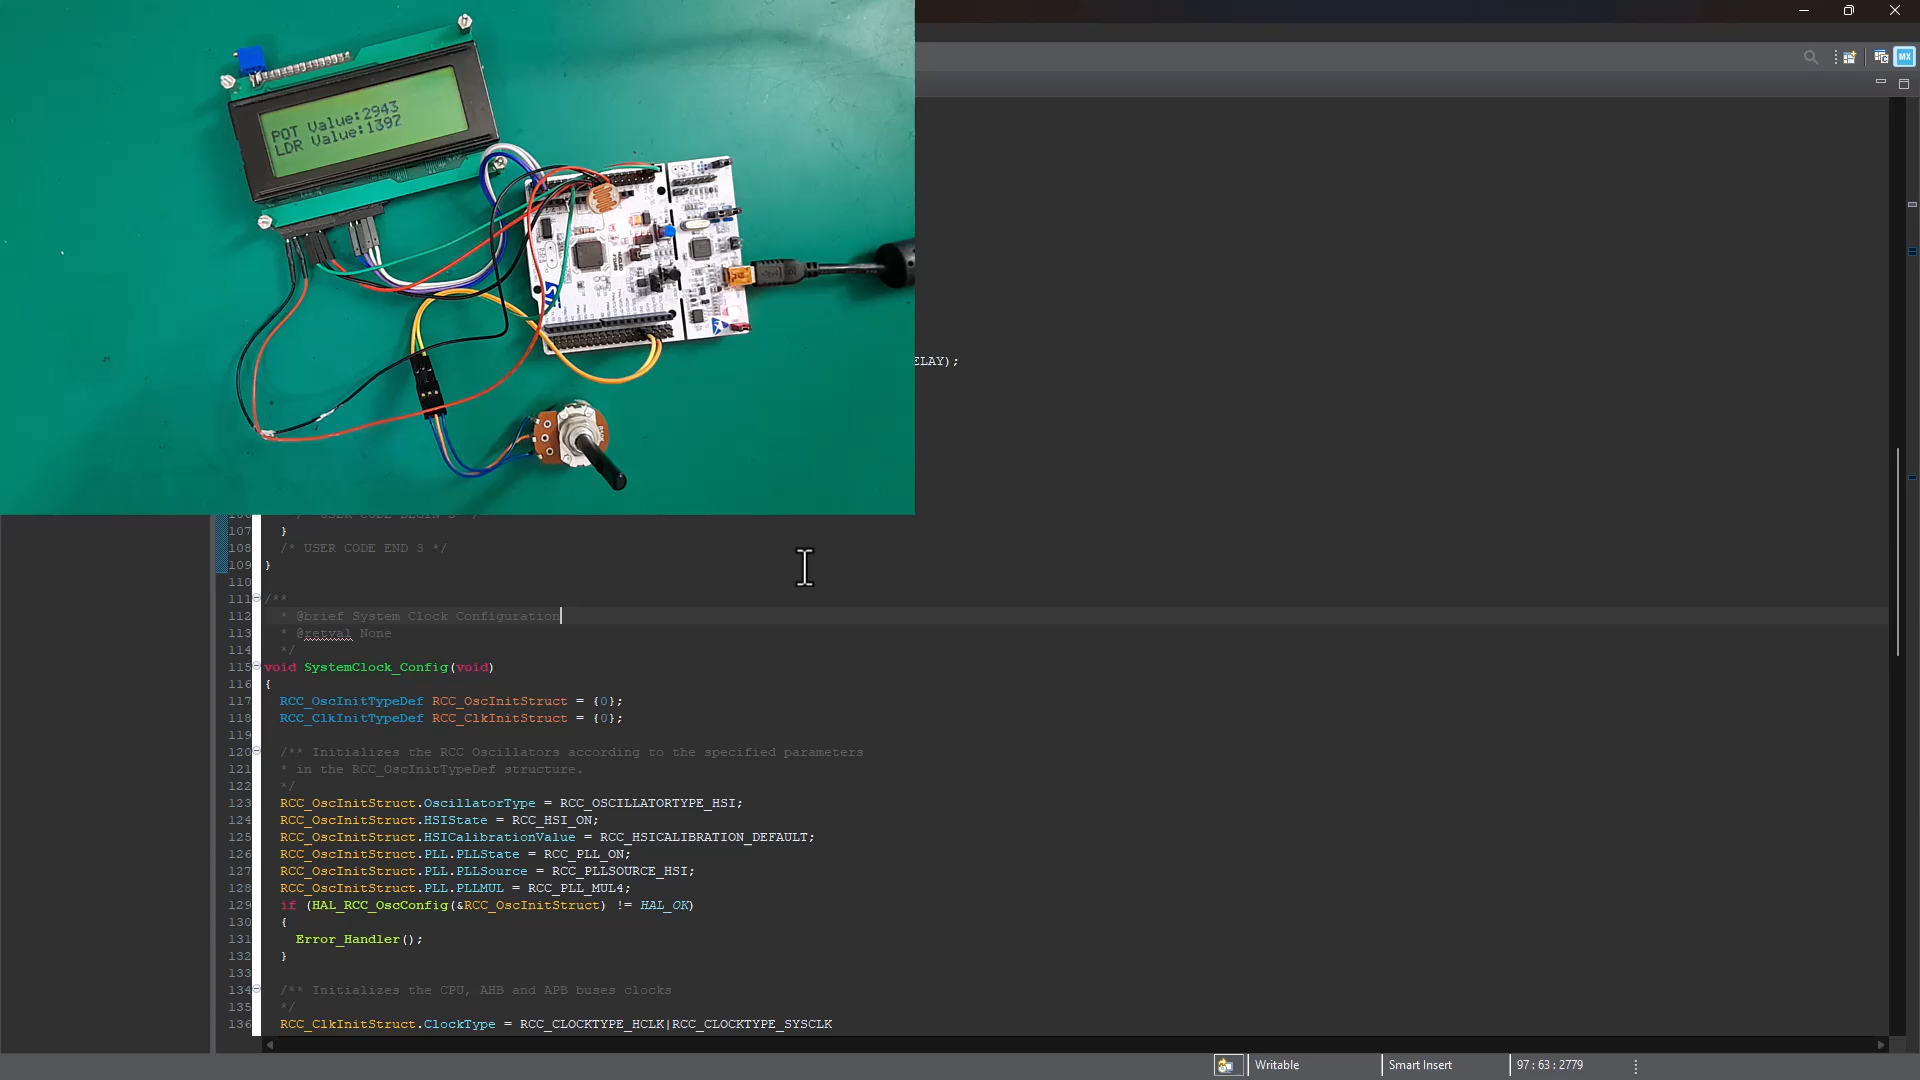 POT Value:2943
LDR Value:1392
MX
ELAY);
107 }
108 /* USER CODE END 3 */
109 }
110
111 /**
112 * @brief System Clock Configuration
113 * @retval None
114 */
115 void SystemClock_Config(void)
116 {
117 RCC_OscInitTypeDef RCC_OscInitStruct = {0};
118 RCC_ClkInitTypeDef RCC_ClkInitStruct = {0};
119
120 /** Initializes the RCC Oscillators according to the specified parameters
121 * in the RCC_OscInitTypeDef structure.
122 */
123 RCC_OscInitStruct.OscillatorType = RCC_OSCILLATORTYPE_HSI;
124 RCC_OscInitStruct.HSIState = RCC_HSI_ON;
125 RCC_OscInitStruct.HSICalibrationValue = RCC_HSICALIBRATION_DEFAULT;
126 RCC_OscInitStruct.PLL.PLLState = RCC_PLL_ON;
127 RCC_OscInitStruct.PLL.PLLSource = RCC_PLLSOURCE_HSI;
128 RCC_OscInitStruct.PLL.PLLMUL = RCC_PLL_MUL4;
129 if (HAL_RCC_OscConfig(&RCC_OscInitStruct) != HAL_OK)
130 {
131 Error_Handler();
132 }
133
134 /** Initializes the CPU, AHB and APB buses clocks
135 */
136 RCC_ClkInitStruct.ClockType = RCC_CLOCKTYPE_HCLK|RCC_CLOCKTYPE_SYSCLK
Writable
Smart Insert
97 : 63 : 2779